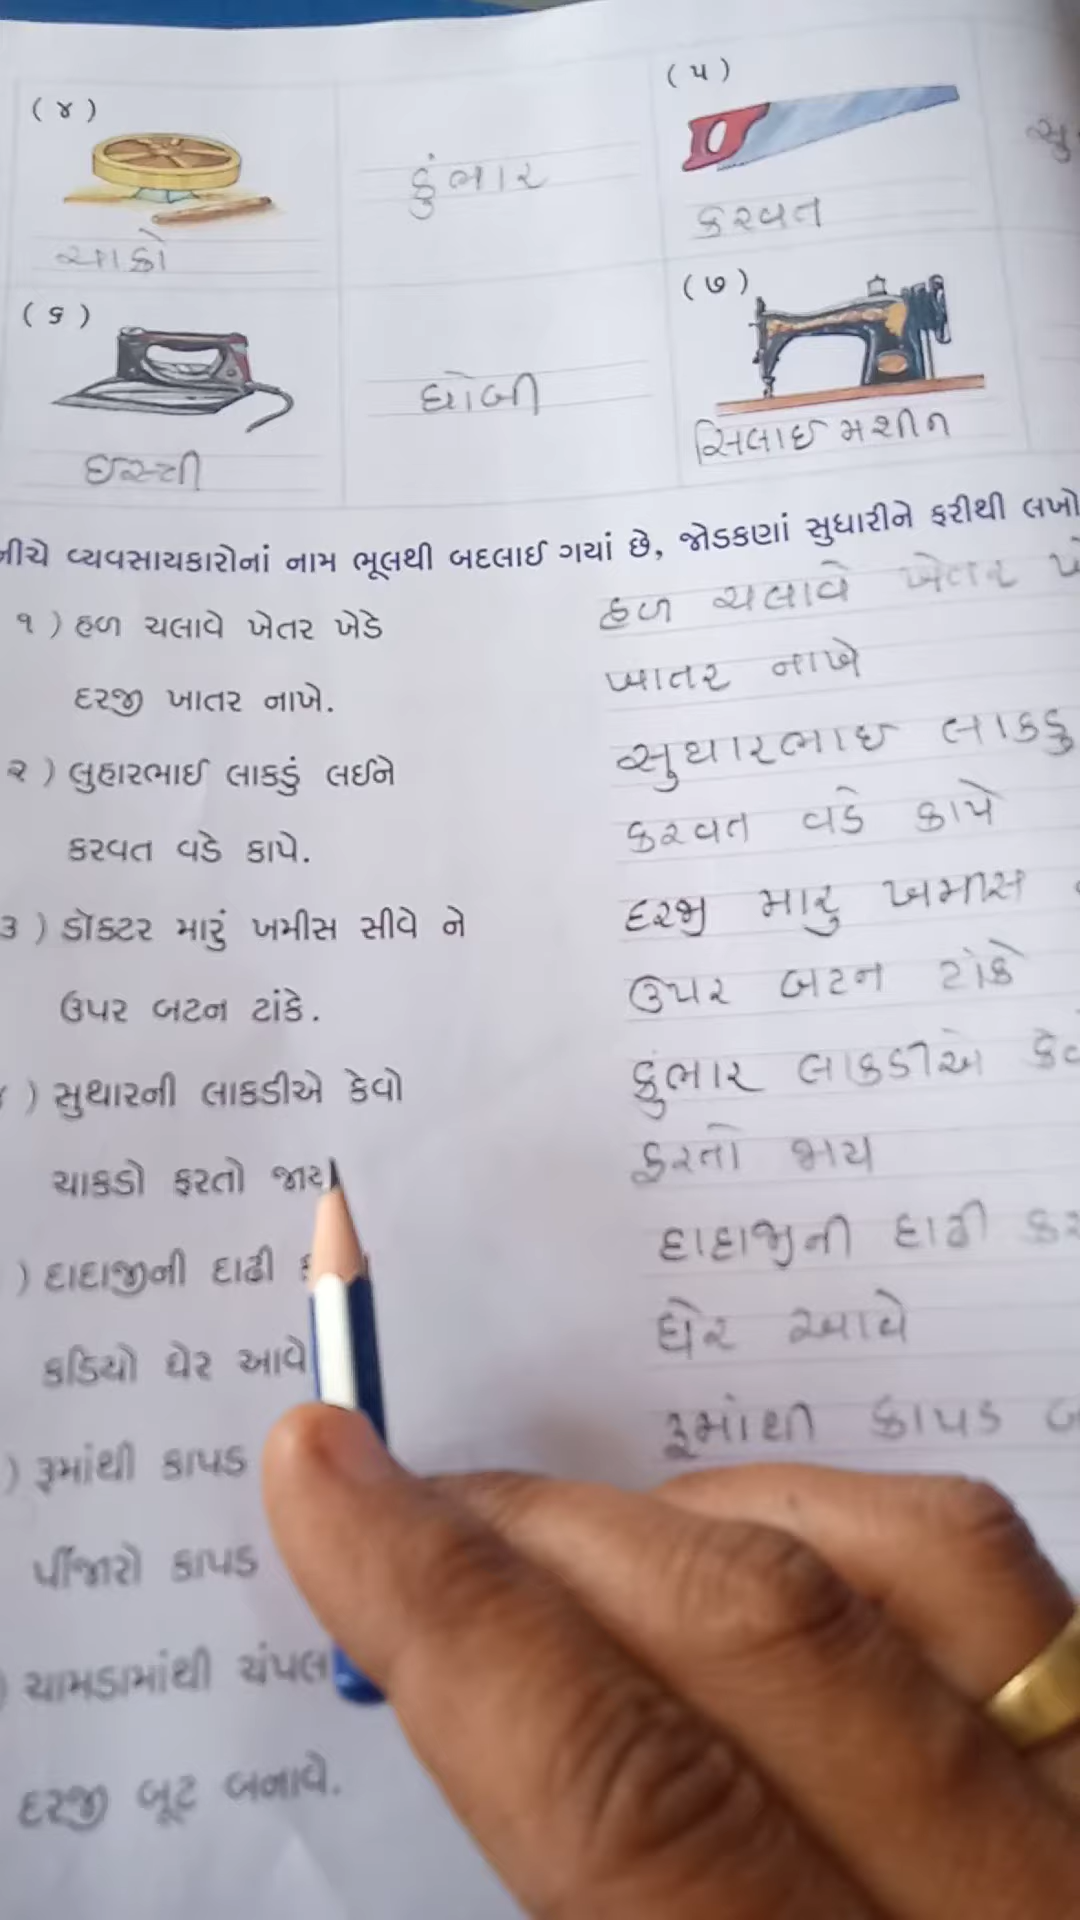 (૪)
(૫)
કુંભાર
ચાકો
કરવત
(૬)
(૭)
ધોબી
ઇસ્ત્રી
સિલાઇ મશીન
નીચે વ્યવસાયકારોનાં નામ ભૂલથી બદલાઈ ગયાં છે, જોડકણાં સુધારીને ફરીથી લખો
૧ ) હળ ચલાવે ખેતર ખેડે
હળ ચલાવે ખેતર
દરજી ખાતર નાખે.
ખાતર નાખે
૨ ) લુહારભાઈ લાકડું લઈને
સુથારભાઇ લાકડુ
કરવત વડે કાપે.
કરવત વડે કાપે
૩ ) ડૉક્ટર મારું ખમીસ સીવે ને
દરજી મારુ ખમીસ
ઉપર બટન ટાંકે.
ઉપર બટન ટાંકે
) સુથારની લાકડીએ કેવો
કુંભાર લાકડીએ
ચાકડો ફરતો જાય
ફરતો જાય
) દાદાજીની દાઢી
દાદાજીની દાઢી
કડિયો ઘેર આવે
ઘેર આવે
) રૂમાંથી કાપડ
રૂમાંથી કાપડ
પીંજારો કાપડ
) ચામડામાંથી ચંપલ
દરજી બૂટ બનાવે.